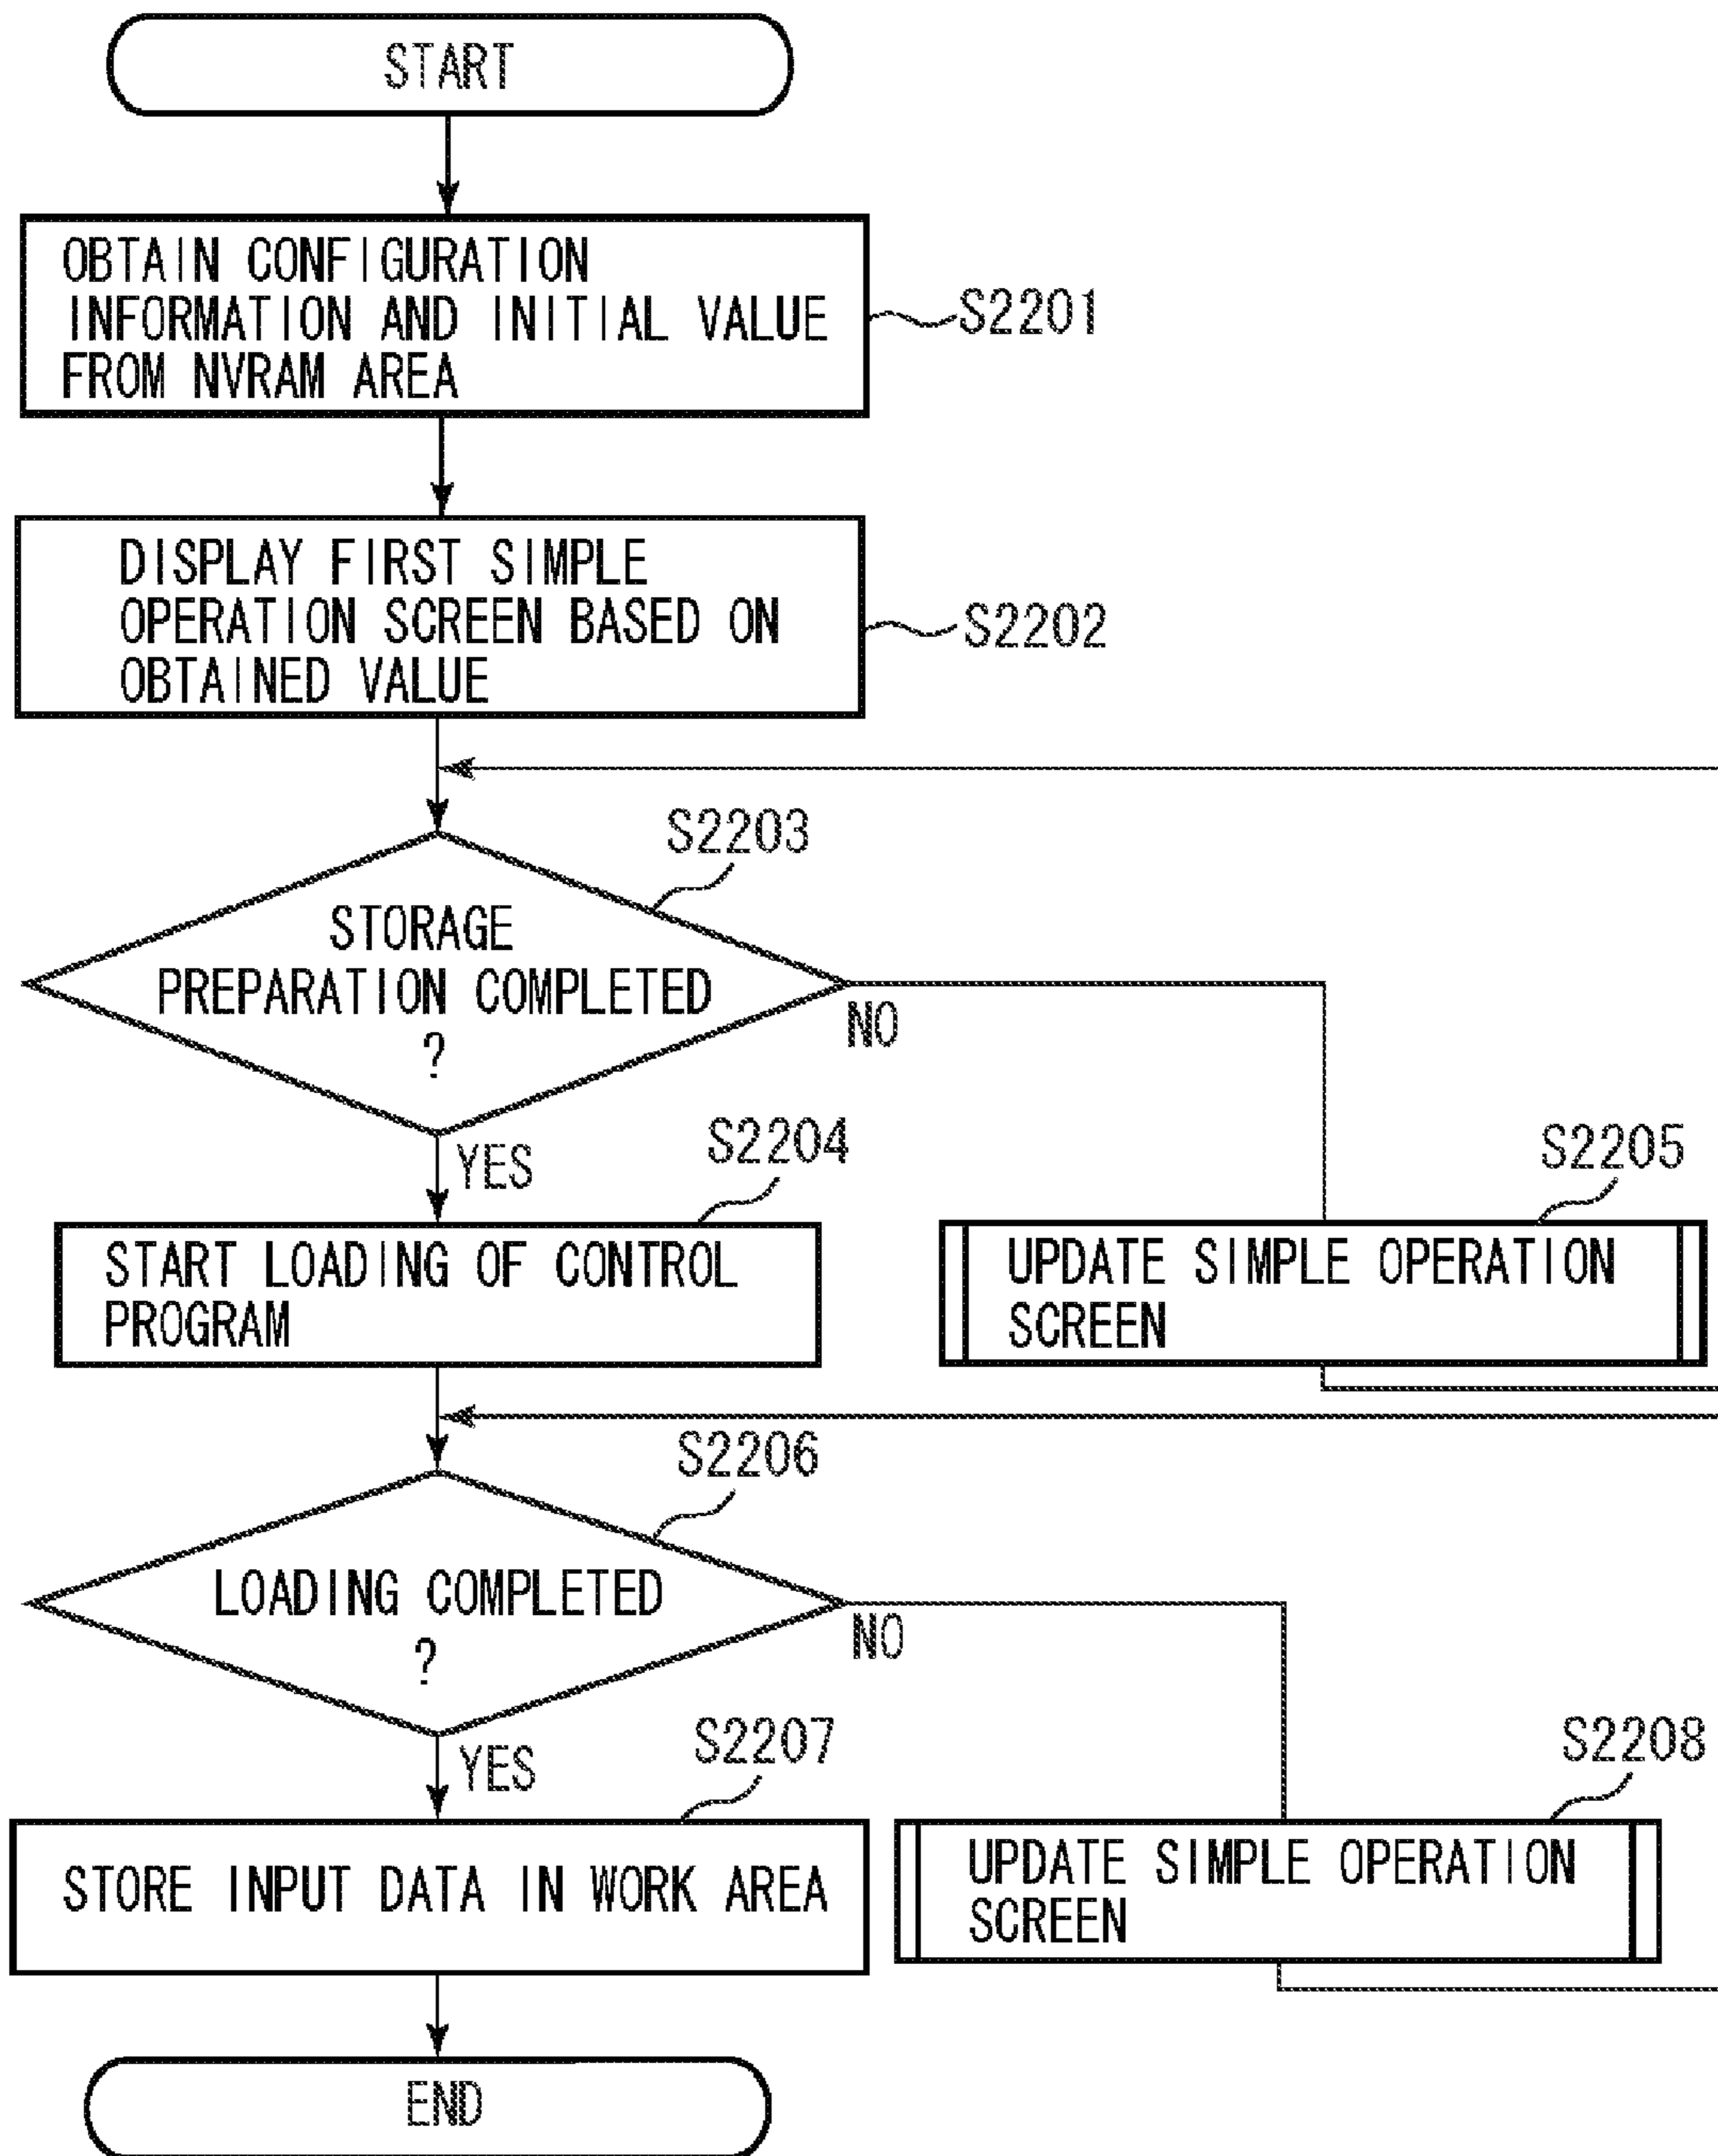 START
OBTAIN CONFIGURATION
INFORMATION AND INITIAL VALUE
FROM NVRAM AREA
S2201
DISPLAY FIRST SIMPLE
OPERATION SCREEN BASED ON
OBTAINED VALUE
S2202
S2203
STORAGE
PREPARATION COMPLETED
?
NO
YES
S2204
START LOADING OF CONTROL
PROGRAM
S2205
UPDATE SIMPLE OPERATION
SCREEN
S2206
LOADING COMPLETED
?
NO
YES
S2207
STORE INPUT DATA IN WORK AREA
S2208
UPDATE SIMPLE OPERATION
SCREEN
END